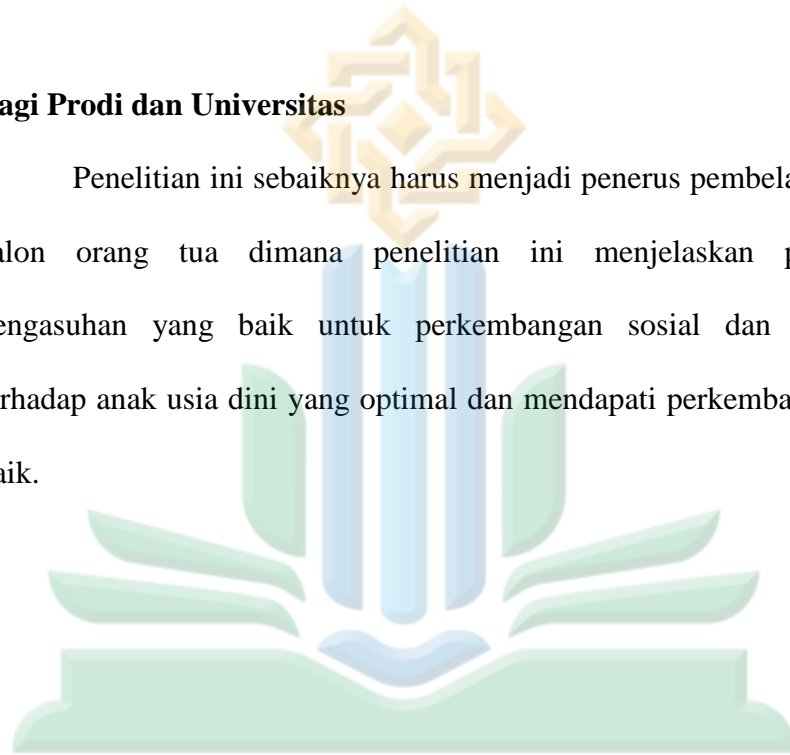 agi Prodi dan Universitas
Penelitian ini sebaiknya harus menjadi penerus pembela
alon orang tua dimana penelitian ini menjelaskan p
engasuhan yang baik untuk perkembangan sosial dan
rhadap anak usia dini yang optimal dan mendapati perkemba
aik.